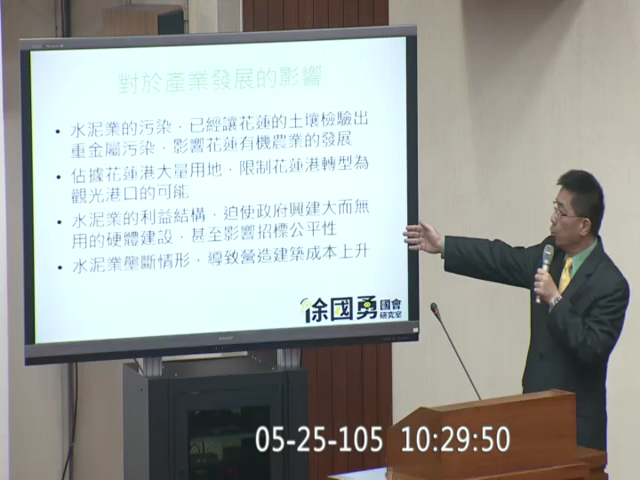 對於產業發展的影響
• 水泥業的污染，已經讓花蓮的土壤檢驗出
重金屬污染，影響花蓮有機農業的發展
• 佔據花蓮港大量用地，限制花蓮港轉型為
觀光港口的可能
• 水泥業的利益結構，迫使政府興建大而無
用的硬體建設，甚至影響招標公平性
• 水泥業壟斷情形，導致營造建築成本上升
徐國勇 國會
研究室
05-25-105 10:29:50